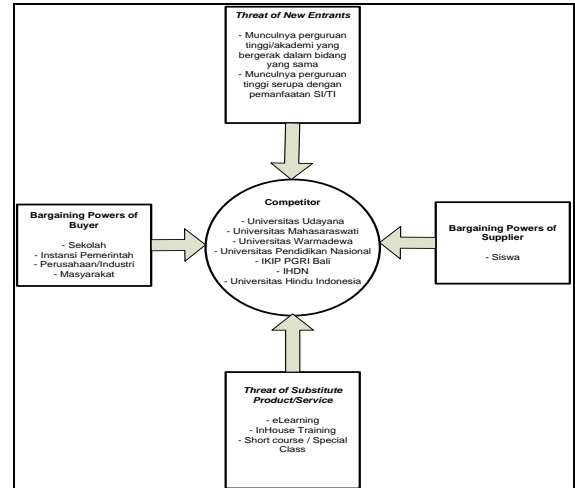 Threat of New Entrants
- Munculnya perguruan
tinggi/akademi yang
bergerak dalam bidang
yang sama
- Munculnya perguruan
tinggi serupa dengan
pemanfaatan SI/TI
Bargaining Powers of
Buyer
- Sekolah
- Instansi Pemerintah
- Perusahaan/Industri
- Masyarakat
Competitor
- Universitas Udayana
- Universitas Mahasaraswati
- Universitas Warmadewa
- Universitas Pendidikan Nasional
- IKIP PGRI Bali
- IHDN
- Universitas Hindu Indonesia
Bargaining Powers of
Supplier
- Siswa
Threat of Substitute
Product/Service
- eLearning
- InHouse Training
- Short course / Special
Class